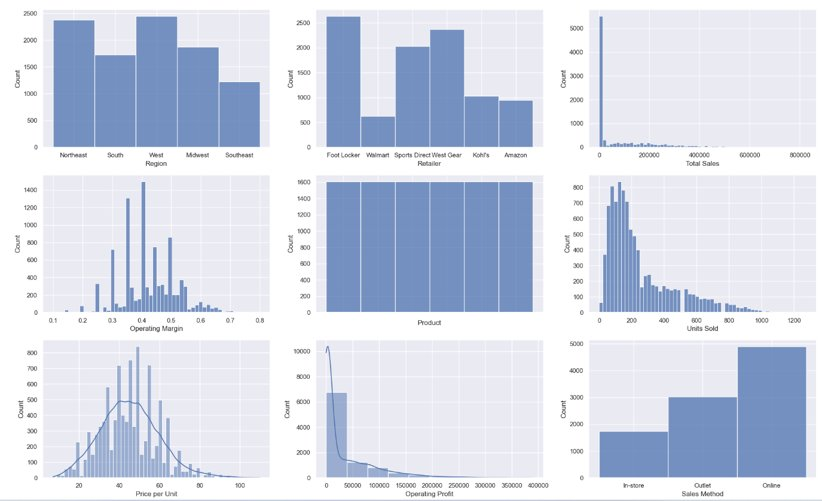 2500
2000
1500
1000
500
0
Count
Northeast South West Midwest Southeast
Region
2500
2000
1500
1000
500
0
Count
Foot Locker Walmart Sports Direct West Gear Kohl's Amazon
Retailer
5000
4000
3000
2000
1000
0
Count
0 200000 400000 600000 800000
Total Sales
1400
1200
1000
800
600
400
200
0
Count
0.1 0.2 0.3 0.4 0.5 0.6 0.7 0.8
Operating Margin
1600
1400
1200
1000
800
600
400
200
0
Count
Product
800
700
600
500
400
300
200
100
0
Count
0 200 400 600 800 1000 1200
Units Sold
800
700
600
500
400
300
200
100
0
Count
20 40 60 80 100
Price per Unit
10000
8000
6000
4000
2000
0
Count
0 50000 100000 150000 200000 250000 300000 350000 400000
Operating Profit
5000
4000
3000
2000
1000
0
Count
In-store Outlet Online
Sales Method